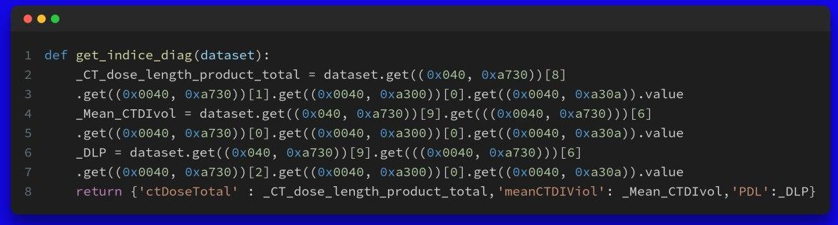 1 def get_indice_diag(dataset):
2 _CT_dose_length_product_total = dataset.get((0x040, 0xa730))[8]
3 .get((0x0040, 0xa730))[1].get((0x0040, 0xa300))[0].get((0x0040, 0xa30a)).value
4 _Mean_CTDIvol = dataset.get((0x040, 0xa730))[9].get(((0x0040, 0xa730)))[6]
5 .get((0x0040, 0xa730))[0].get((0x0040, 0xa300))[0].get((0x0040, 0xa30a)).value
6 _DLP = dataset.get((0x040, 0xa730))[9].get(((0x0040, 0xa730)))[6]
7 .get((0x0040, 0xa730))[2].get((0x0040, 0xa300))[0].get((0x0040, 0xa30a)).value
8 return {'ctDoseTotal' : _CT_dose_length_product_total,'meanCTDIViol': _Mean_CTDIvol,'PDL':_DLP}